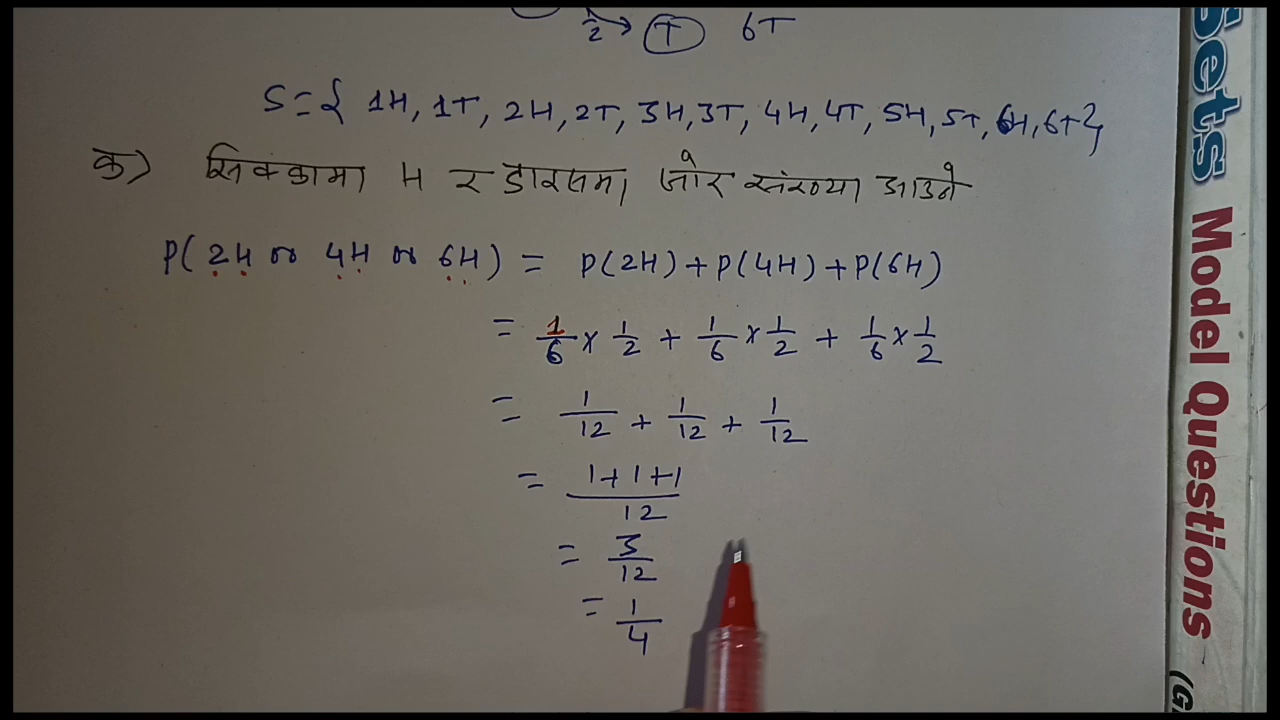 1/2 → T 6T
S = { 1H, 1T, 2H, 2T, 3H, 3T, 4H, 4T, 5H, 5T, 6H, 6T }
क) सिक्कामा H र डाइसमा जोर संख्या आउने
P( 2H or 4H or 6H ) = P(2H) + P(4H) + P(6H)
= 1/6 × 1/2 + 1/6 × 1/2 + 1/6 × 1/2
= 1/12 + 1/12 + 1/12
= 1+1+1/12
= 3/12
= 1/4
Sets Model Questions (G